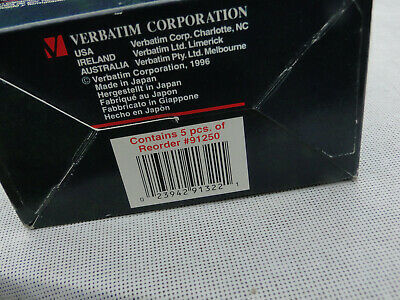 VERBATIM CORPORATION
USA Verbatim Corp. Charlotte, NC
IRELAND Verbatim Ltd. Limerick
AUSTRALIA Verbatim Pty. Ltd. Melbourne
© Verbatim Corporation, 1996
Made in Japan
Hergestellt in Japan
Fabriqué au Japon
Fabbricato in Giappone
Hecho en Japón
Contains 5 pcs. of
Reorder #91250
0 23942 91322 1